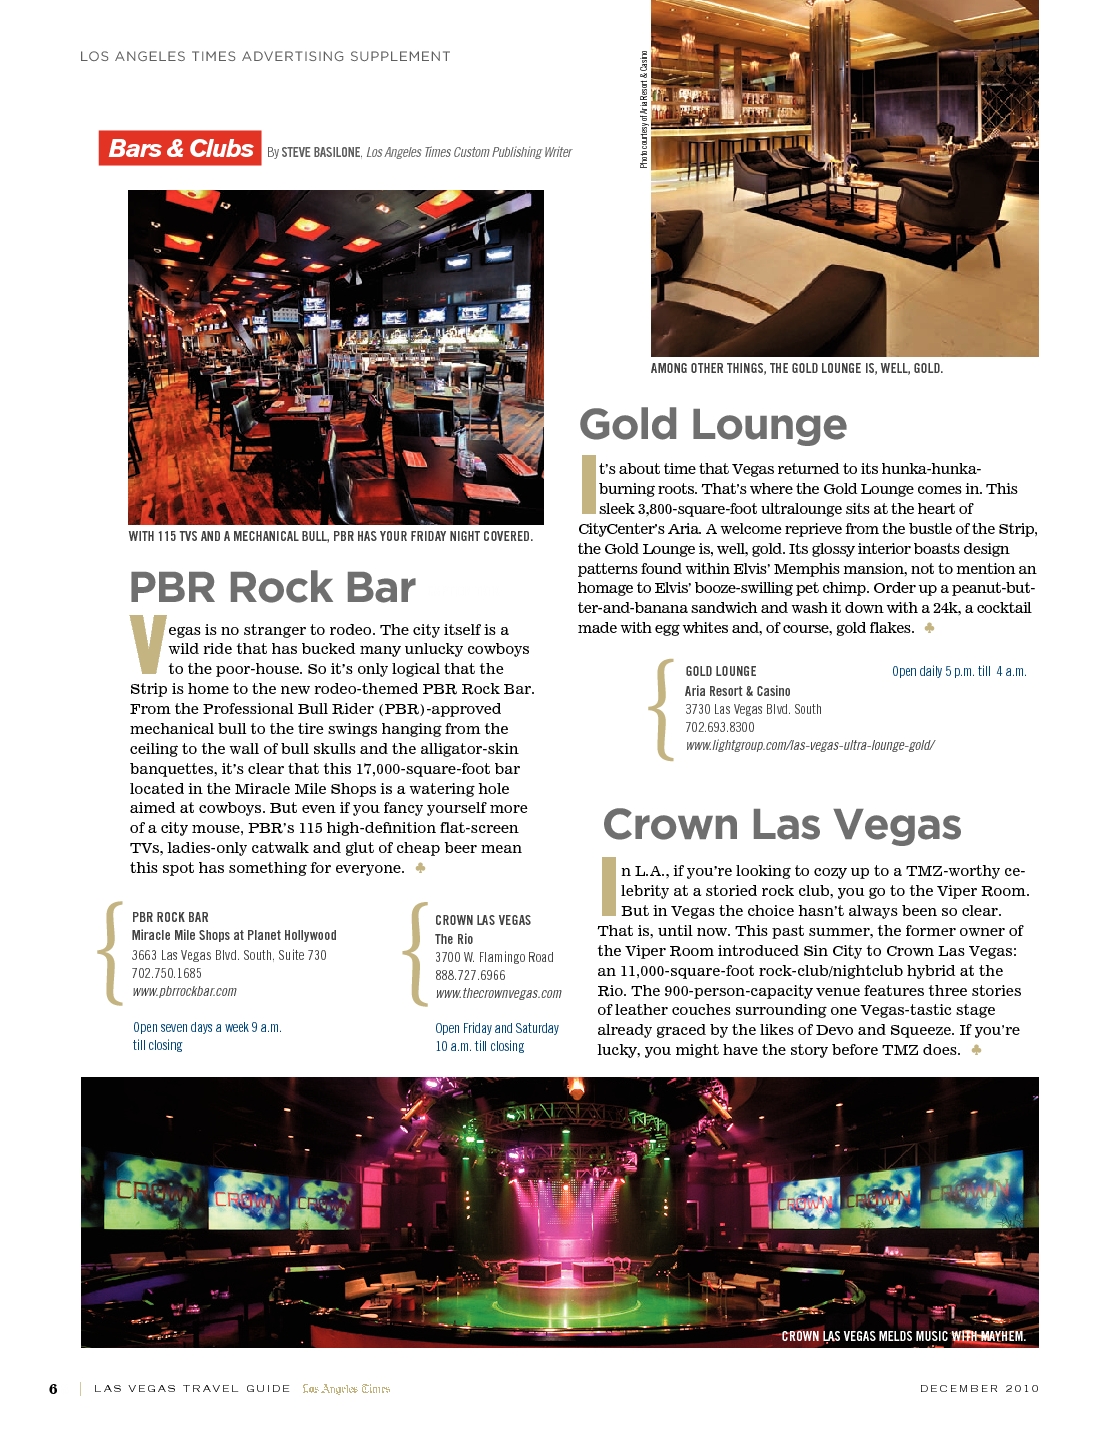 LOS ANGELES TIMES ADVERTISING SUPPLEMENT
Photo courtesy of Aria Resort & Casino
Bars & Clubs By STEVE BASILONE, Los Angeles Times Custom Publishing Writer
WITH 115 TVS AND A MECHANICAL BULL, PBR HAS YOUR FRIDAY NIGHT COVERED.
PBR Rock Bar
Vegas is no stranger to rodeo. The city itself is a
wild ride that has bucked many unlucky cowboys
to the poor-house. So it's only logical that the
Strip is home to the new rodeo-themed PBR Rock Bar.
From the Professional Bull Rider (PBR)-approved
mechanical bull to the tire swings hanging from the
ceiling to the wall of bull skulls and the alligator-skin
banquettes, it's clear that this 17,000-square-foot bar
located in the Miracle Mile Shops is a watering hole
aimed at cowboys. But even if you fancy yourself more
of a city mouse, PBR's 115 high-definition flat-screen
TVs, ladies-only catwalk and glut of cheap beer mean
this spot has something for everyone. ♣
PBR ROCK BAR
Miracle Mile Shops at Planet Hollywood
3663 Las Vegas Blvd. South, Suite 730
702.750.1685
www.pbrrockbar.com
Open seven days a week 9 a.m.
till closing
CROWN LAS VEGAS
The Rio
3700 W. Flamingo Road
888.727.6966
www.thecrownvegas.com
Open Friday and Saturday
10 a.m. till closing
AMONG OTHER THINGS, THE GOLD LOUNGE IS, WELL, GOLD.
Gold Lounge
It's about time that Vegas returned to its hunka-hunka-
burning roots. That's where the Gold Lounge comes in. This
sleek 3,800-square-foot ultralounge sits at the heart of
CityCenter's Aria. A welcome reprieve from the bustle of the Strip,
the Gold Lounge is, well, gold. Its glossy interior boasts design
patterns found within Elvis' Memphis mansion, not to mention an
homage to Elvis' booze-swilling pet chimp. Order up a peanut-but-
ter-and-banana sandwich and wash it down with a 24k, a cocktail
made with egg whites and, of course, gold flakes. ♣
GOLD LOUNGE
Aria Resort & Casino
3730 Las Vegas Blvd. South
702.693.8300
www.lightgroup.com/las-vegas-ultra-lounge-gold/
Open daily 5 p.m. till 4 a.m.
Crown Las Vegas
In L.A., if you're looking to cozy up to a TMZ-worthy ce-
lebrity at a storied rock club, you go to the Viper Room.
But in Vegas the choice hasn't always been so clear.
That is, until now. This past summer, the former owner of
the Viper Room introduced Sin City to Crown Las Vegas:
an 11,000-square-foot rock-club/nightclub hybrid at the
Rio. The 900-person-capacity venue features three stories
of leather couches surrounding one Vegas-tastic stage
already graced by the likes of Devo and Squeeze. If you're
lucky, you might have the story before TMZ does. ♣
CROWN
CROWN
CROWN
CROWN
CROWN
CROWN
CROWN LAS VEGAS MELDS MUSIC WITH MAYHEM.
6 LAS VEGAS TRAVEL GUIDE Los Angeles Times
DECEMBER 2010